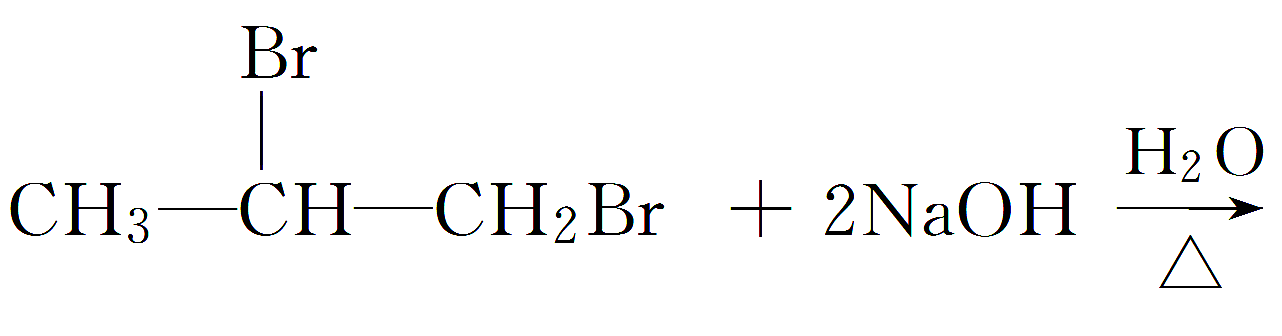 Br
CH₃—CH—CH₂Br + 2NaOH
H₂O
△